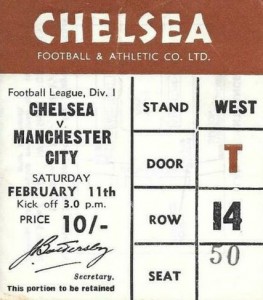 CHELSEA
FOOTBALL & ATHLETIC CO. LTD.
Football League, Div. I
CHELSEA
v
MANCHESTER
CITY
SATURDAY
FEBRUARY 11th
Kick off 3.0 p.m.
PRICE 10/-
Secretary.
This portion to be retained
STAND WEST
DOOR T
ROW 14
SEAT 50